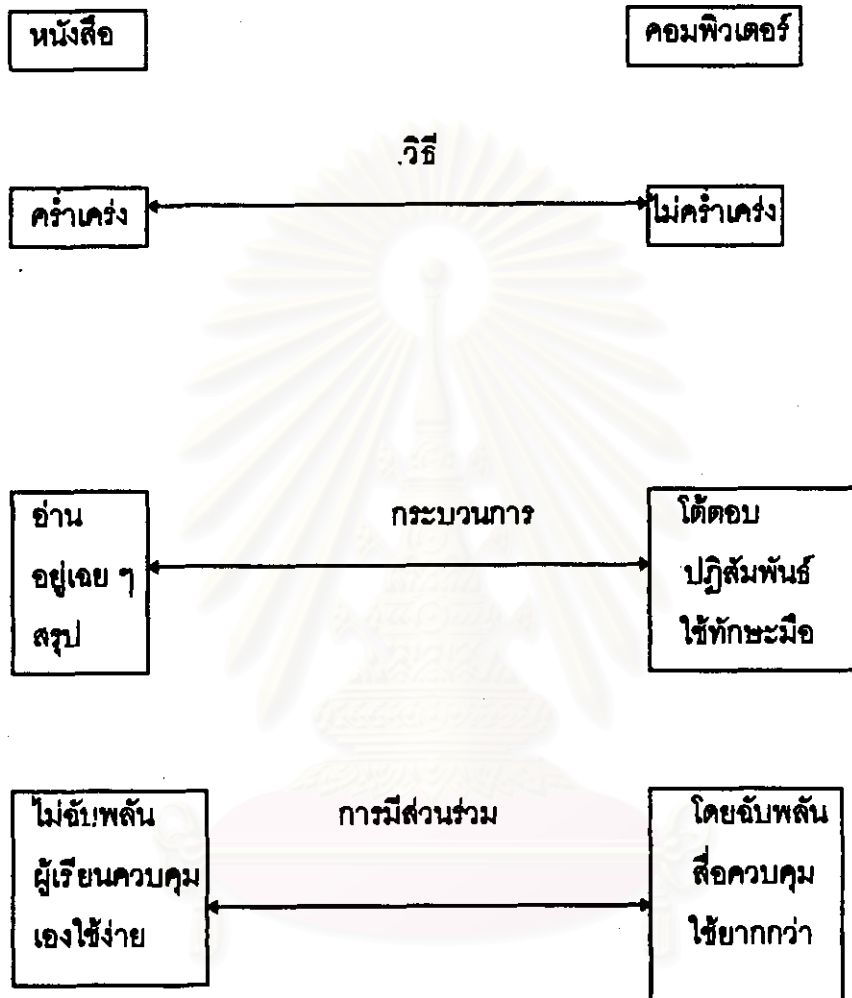 หนังสือ
คอมพิวเตอร์
วิธี
คร่ำเคร่ง
ไม่คร่ำเคร่ง
อ่าน
อยู่เฉย ๆ
สรุป
กระบวนการ
โต้ตอบ
ปฏิสัมพันธ์
ใช้ทักษะมือ
ไม่ฉับพลัน
ผู้เรียนควบคุม
เองใช้ง่าย
การมีส่วนร่วม
โดยฉับพลัน
สื่อควบคุม
ใช้ยากกว่า